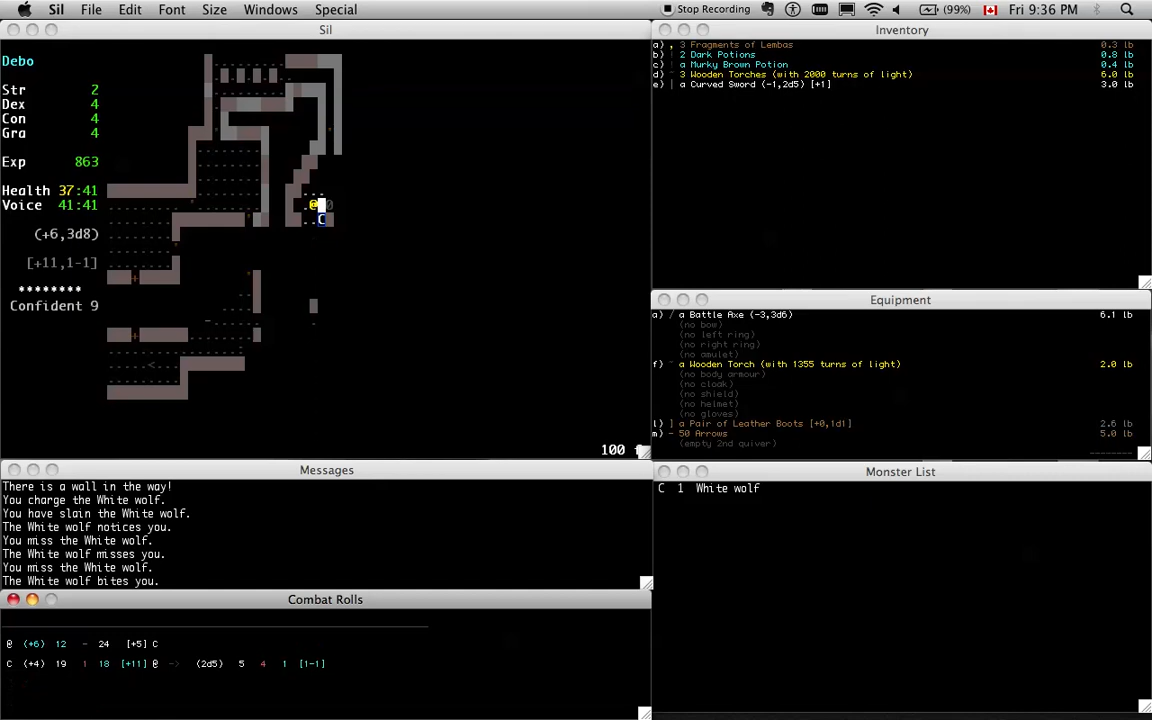 Sil File Edit Font Size Windows Special Stop Recording (99%) Fri 9:36 PM
Sil
Debo
Str 2
Dex 4
Con 4
Gra 4
Exp 863
Health 37:41
Voice 41:41
(+6,3d8)
[+11,1-1]
********
Confident 9
@
C
<
100 f
Inventory
a) , 3 Fragments of Lembas 0.3 lb
b) ! 2 Dark Potions 0.8 lb
c) ! a Murky Brown Potion 0.4 lb
d) ~ 3 Wooden Torches (with 2000 turns of light) 6.0 lb
e) | a Curved Sword (-1,2d5) [+1] 3.0 lb
Equipment
a) / a Battle Axe (-3,3d6) 6.1 lb
(no bow)
(no left ring)
(no right ring)
(no amulet)
f) ~ a Wooden Torch (with 1355 turns of light) 2.0 lb
(no body armour)
(no cloak)
(no shield)
(no helmet)
(no gloves)
l) ] a Pair of Leather Boots [+0,1d1] 2.6 lb
m) - 50 Arrows 5.0 lb
(empty 2nd quiver)
Messages
There is a wall in the way!
You charge the White wolf.
You have slain the White wolf.
The White wolf notices you.
You miss the White wolf.
The White wolf misses you.
You miss the White wolf.
The White wolf bites you.
Monster List
C 1 White wolf
Combat Rolls
@ (+6) 12 - 24 [+5] C
C (+4) 19 1 18 [+11] @ -> (2d5) 5 4 1 [1-1]